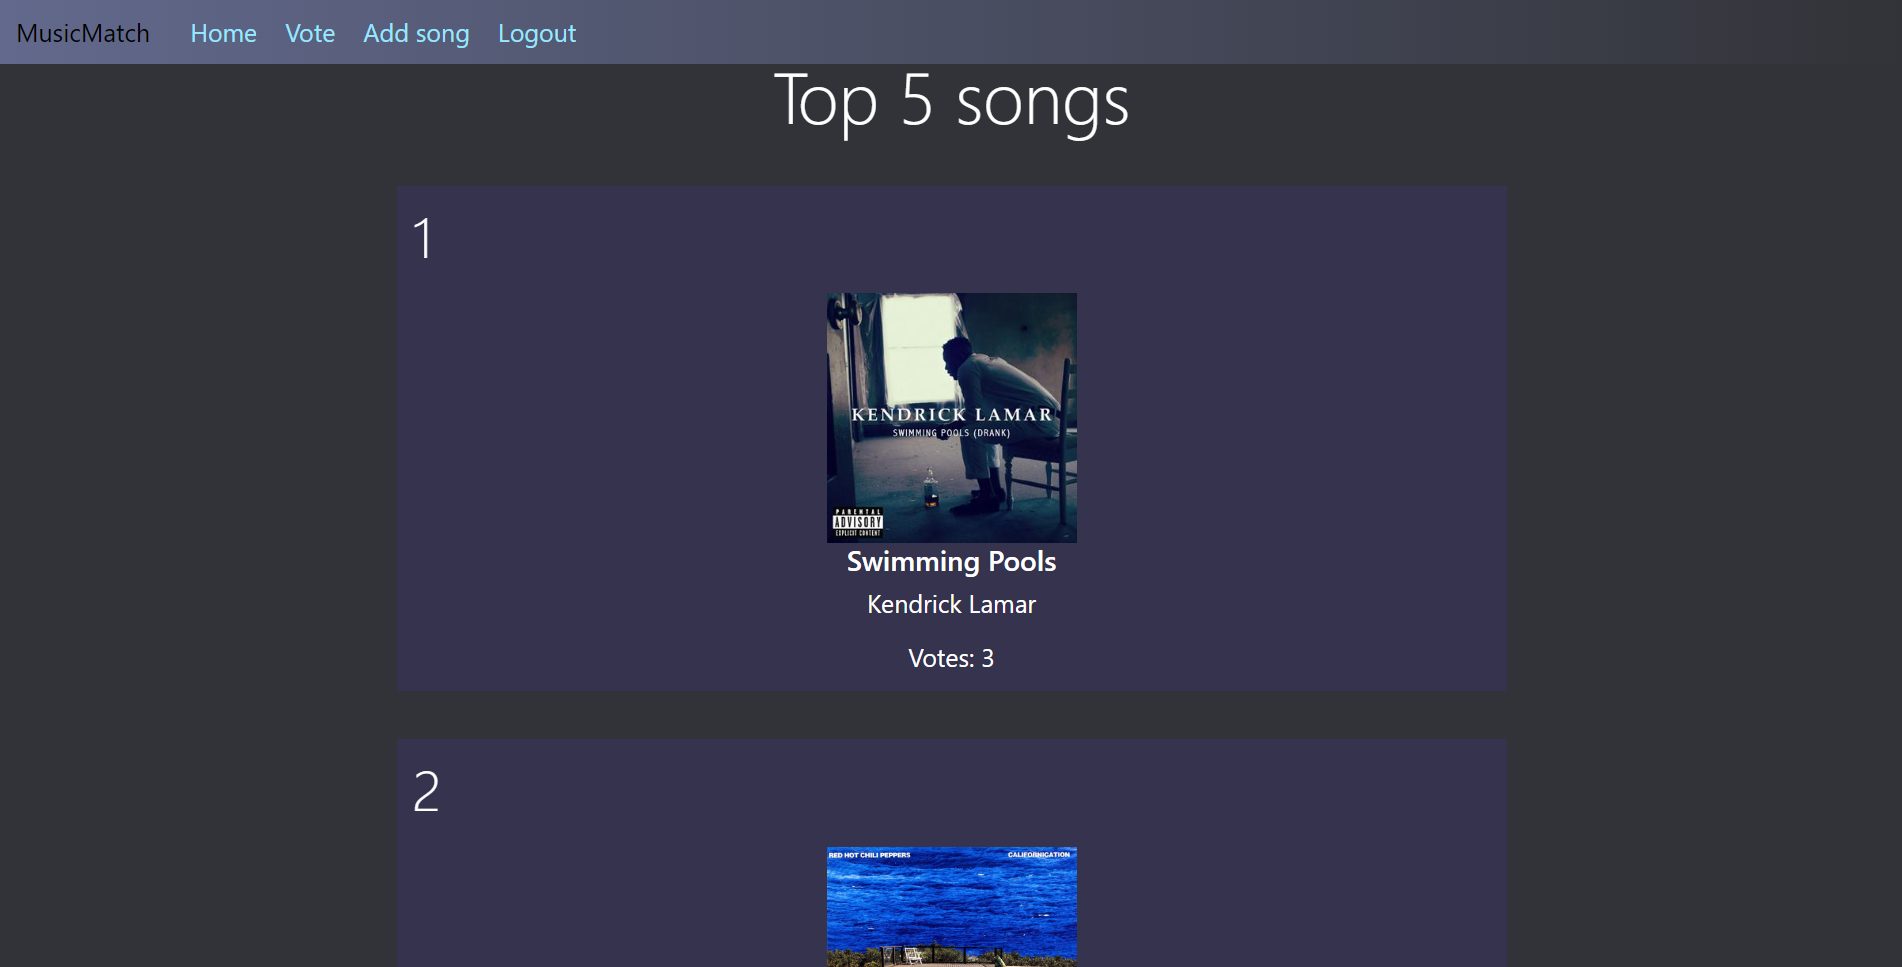 MusicMatch Home Vote Add song Logout
Top 5 songs
1
KENDRICK LAMAR
SWIMMING POOLS (DRANK)
PARENTAL
ADVISORY
EXPLICIT CONTENT
Swimming Pools
Kendrick Lamar
Votes: 3
2
RED HOT CHILI PEPPERS CALIFORNICATION